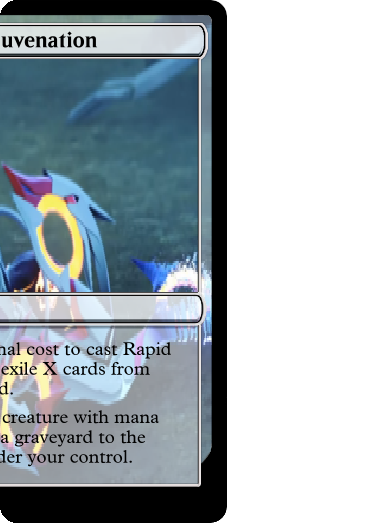 uvenation
nal cost to cast Rapid
exile X cards from
d.
creature with mana
a graveyard to the
der your control.